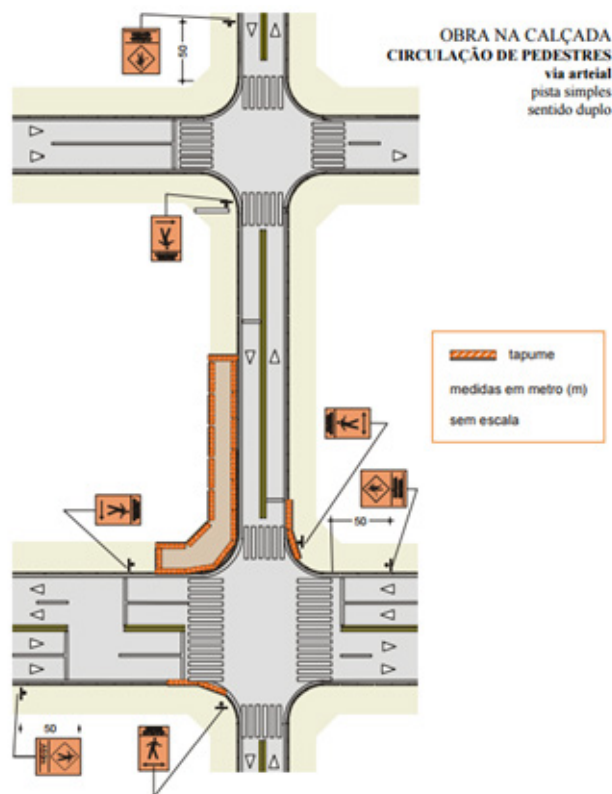 OBRA NA CALÇADA
CIRCULAÇÃO DE PEDESTRES
via arteial
pista simples
sentido duplo
50
tapume
medidas em metro (m)
sem escala
50
50